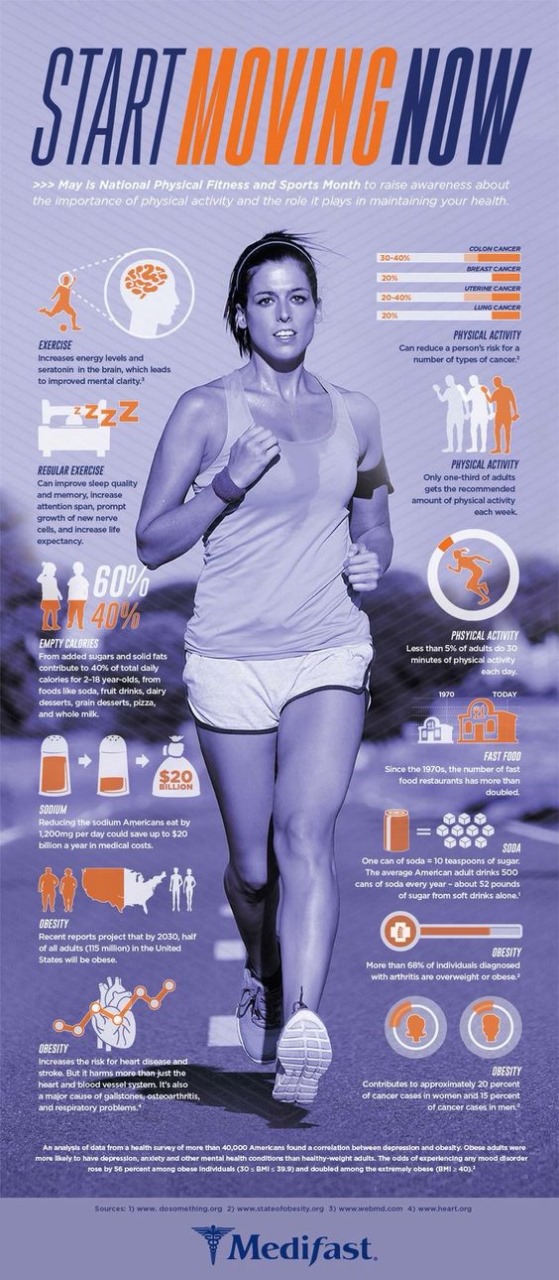 START MOVING NOW
>>> May is National Physical Fitness and Sports Month to raise awareness about
the importance of physical activity and the role it plays in maintaining your health.
EXERCISE
Increases energy levels and
seratonin in the brain, which leads
to improved mental clarity.³
zZZZ
REGULAR EXERCISE
Can improve sleep quality
and memory, increase
attention span, prompt
growth of new nerve
cells, and increase life
expectancy.
60%
40%
EMPTY CALORIES
From added sugars and solid fats
contribute to 40% of total daily
calories for 2-18 year-olds, from
foods like soda, fruit drinks, dairy
desserts, grain desserts, pizza,
and whole milk.
$20
BILLION
SODIUM
Reducing the sodium Americans eat by
1,200mg per day could save up to $20
billion a year in medical costs.
OBESITY
Recent reports project that by 2030, half
of all adults (115 million) in the United
States will be obese.
OBESITY
Increases the risk for heart disease and
stroke. But it harms more than just the
heart and blood vessel system. It's also
a major cause of gallstones, osteoarthritis,
and respiratory problems.⁴
COLON CANCER
30-40%
BREAST CANCER
20%
UTERINE CANCER
20-40%
LUNG CANCER
20%
PHYSICAL ACTIVITY
Can reduce a person's risk for a
number of types of cancer.²
PHYSICAL ACTIVITY
Only one-third of adults
gets the recommended
amount of physical activity
each week.
PHSYICAL ACTIVITY
Less than 5% of adults do 30
minutes of physical activity
each day.
1970 TODAY
FAST FOOD
Since the 1970s, the number of fast
food restaurants has more than
doubled.
=
SODA
One can of soda = 10 teaspoons of sugar.
The average American adult drinks 500
cans of soda every year – about 52 pounds
of sugar from soft drinks alone.¹
OBESITY
More than 68% of individuals diagnosed
with arthritis are overweight or obese.²
OBESITY
Contributes to approximately 20 percent
of cancer cases in women and 15 percent
of cancer cases in men.²
An analysis of data from a health survey of more than 40,000 Americans found a correlation between depression and obesity. Obese adults were
more likely to have depression, anxiety and other mental health conditions than healthy-weight adults. The odds of experiencing any mood disorder
rose by 56 percent among obese individuals (30 ≤ BMI ≤ 39.9) and doubled among the extremely obese (BMI ≥ 40).²
Sources: 1) www. dosomething.org 2) www.stateofobesity.org 3) www.webmd.com 4) www.heart.org
Medifast®